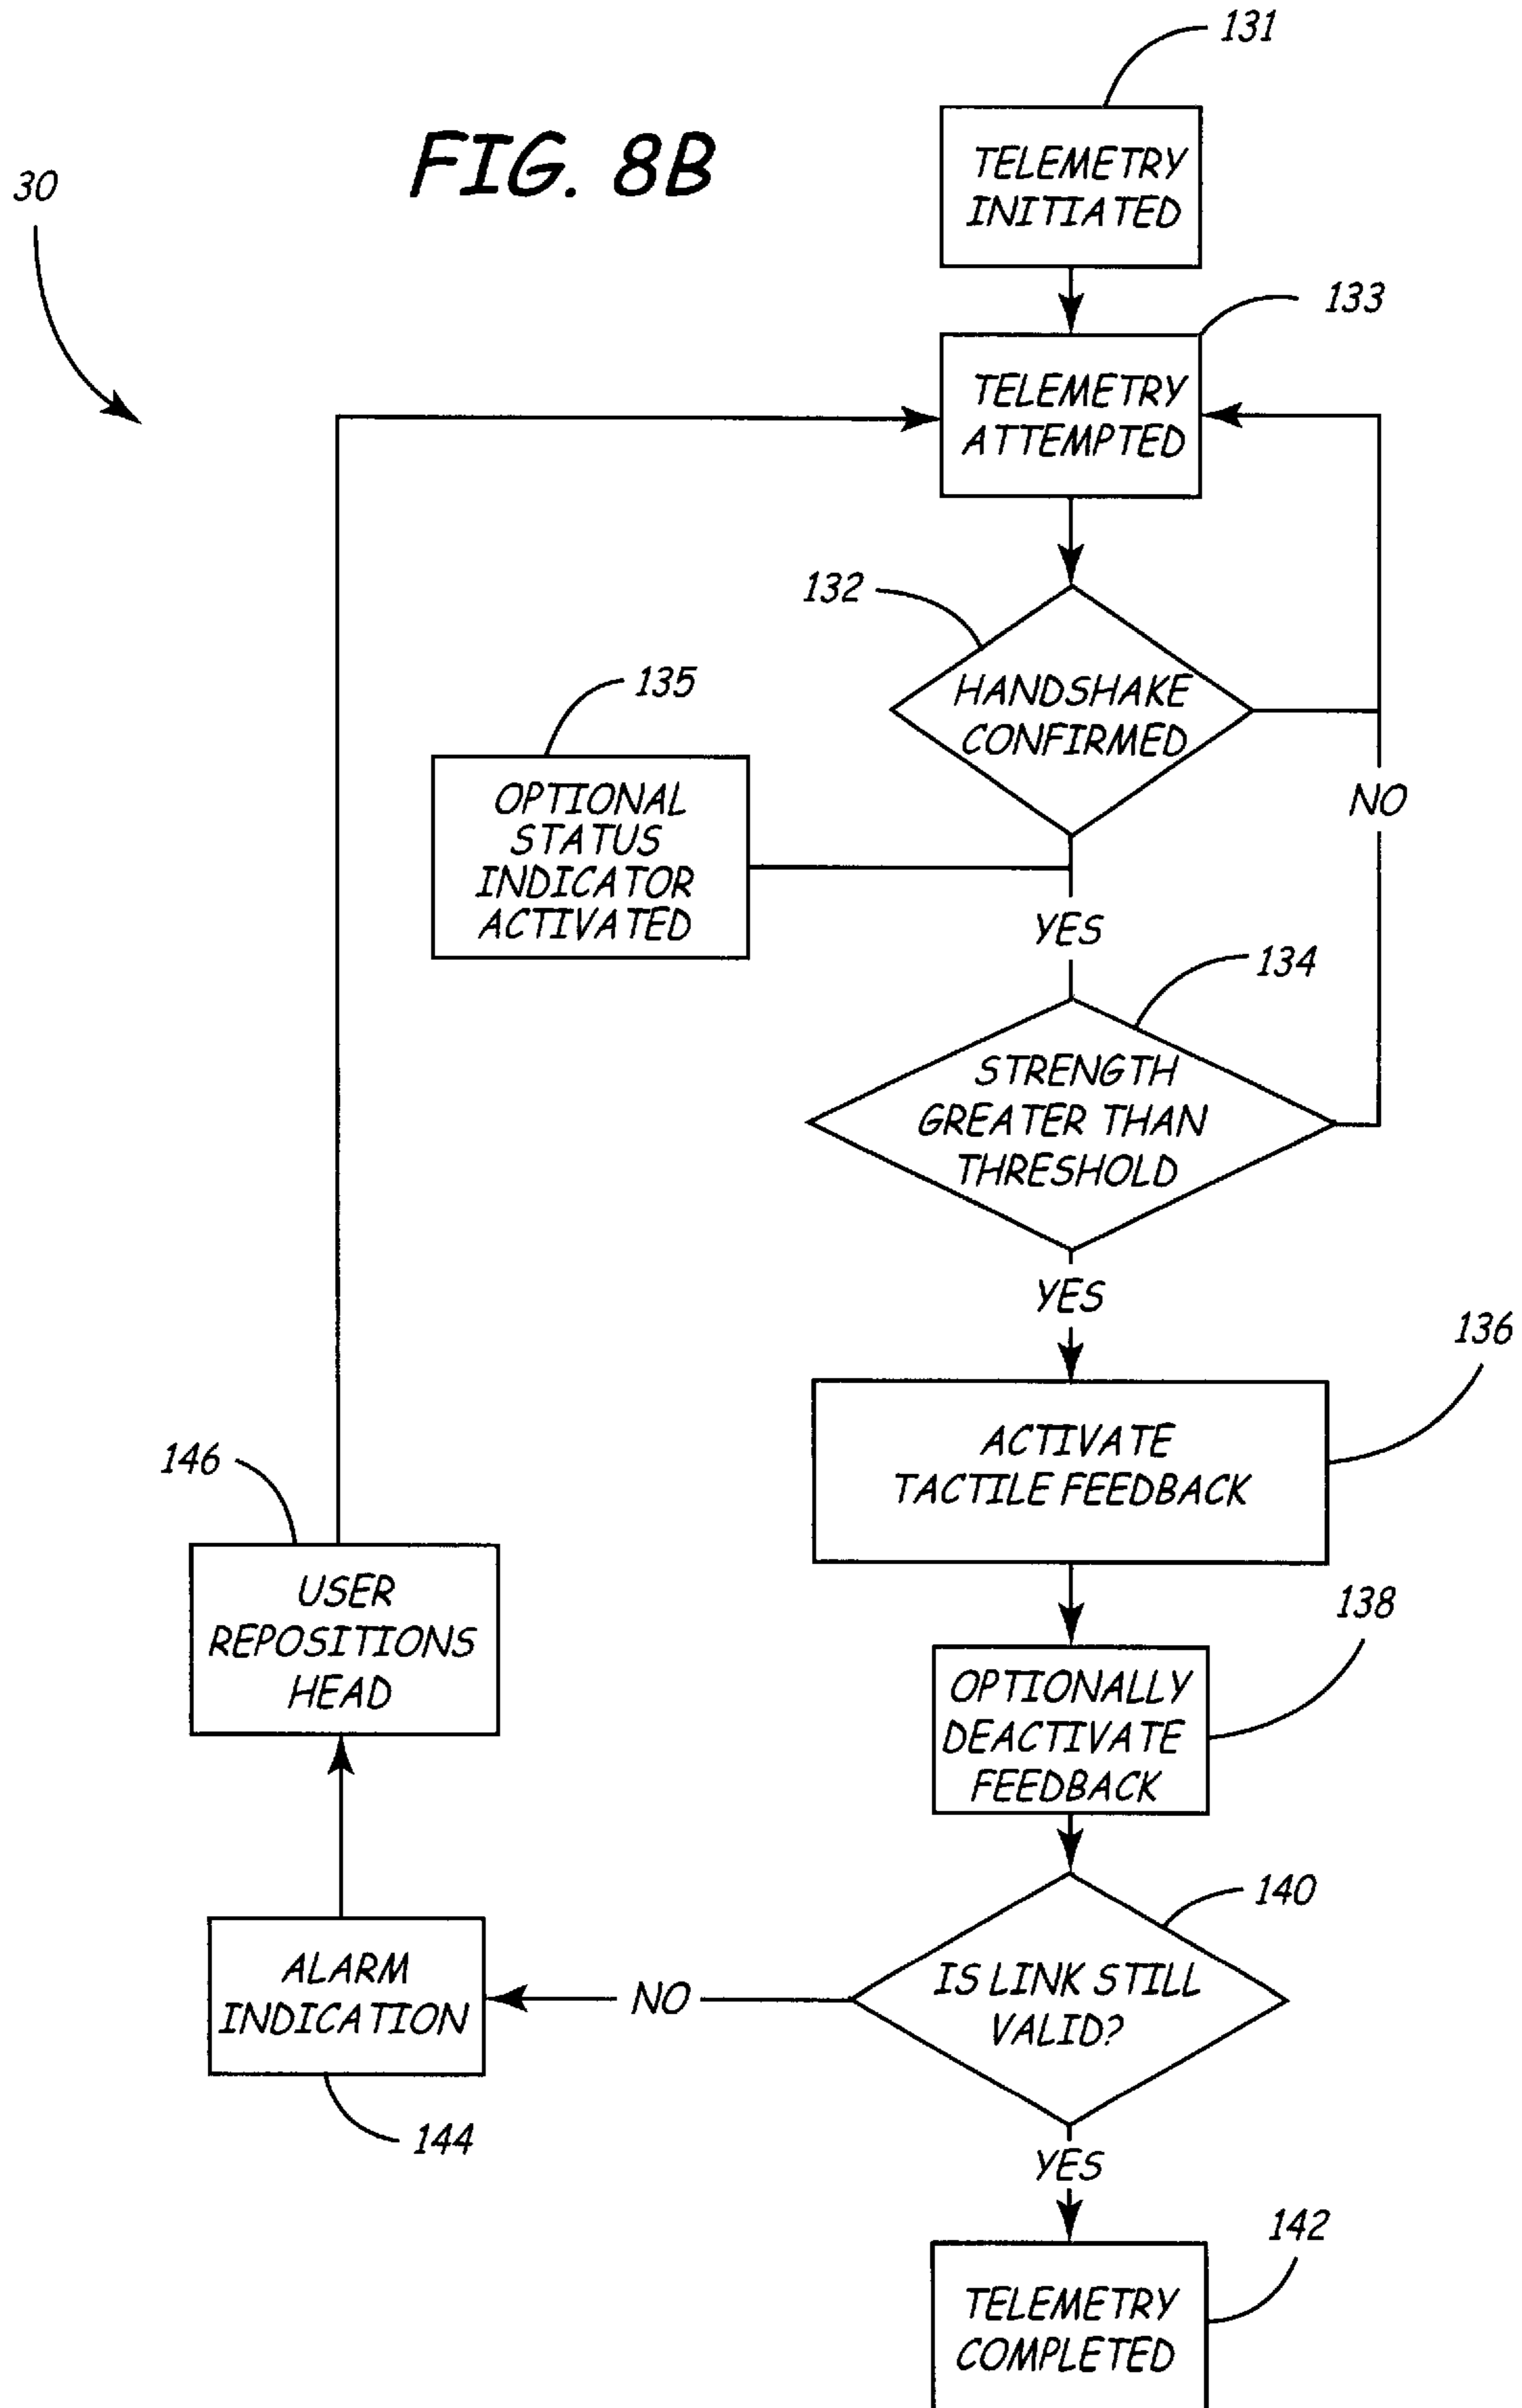 131
FIG. 8B
30
TELEMETRY
INITIATED
133
TELEMETRY
ATTEMPTED
132
HANDSHAKE
CONFIRMED
135
OPTIONAL
STATUS
INDICATOR
ACTIVATED
NO
YES
134
STRENGTH
GREATER THAN
THRESHOLD
YES
136
ACTIVATE
TACTILE FEEDBACK
146
USER
REPOSITIONS
HEAD
138
OPTIONALLY
DEACTIVATE
FEEDBACK
140
IS LINK STILL
VALID?
NO
ALARM
INDICATION
144
YES
142
TELEMETRY
COMPLETED